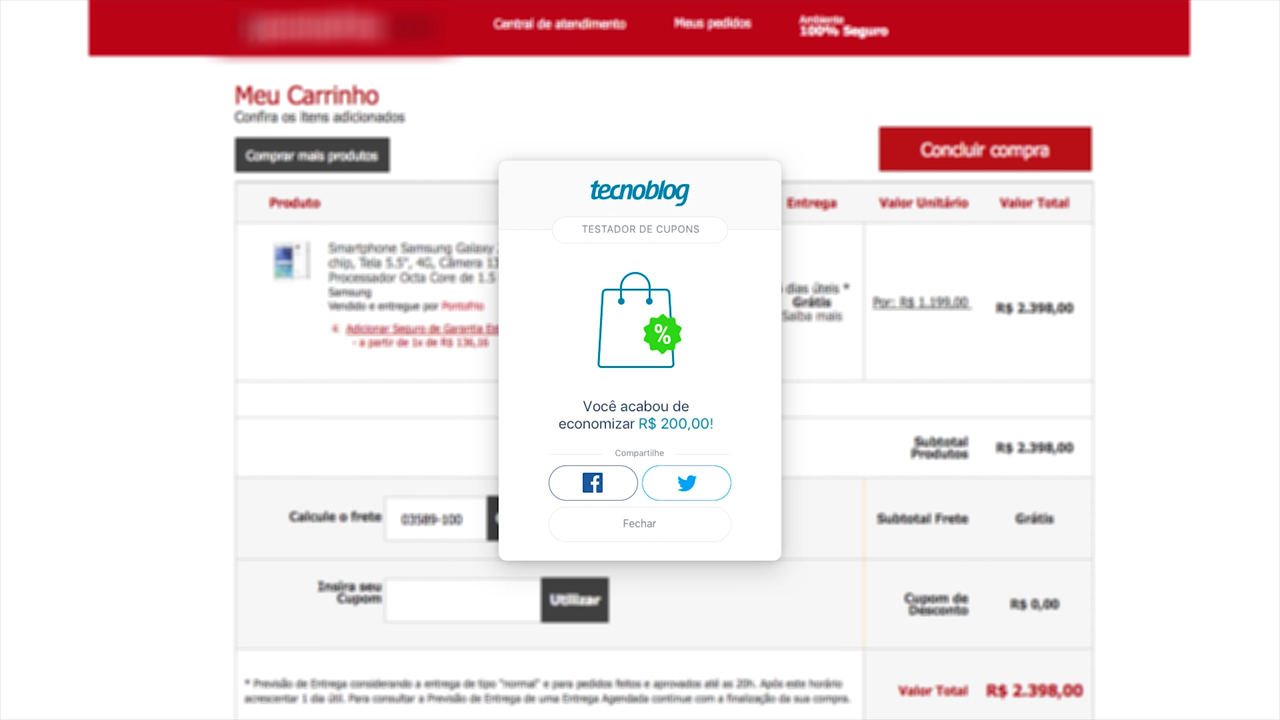 Central de atendimento
Meus pedidos
Ambiente
100% Seguro
Meu Carrinho
Confira os itens adicionados
Comprar mais produtos
Concluir compra
tecnoblog
TESTADOR DE CUPONS
Produto
Entrega
Valor Unitário
Valor Total
Smartphone Samsung Galaxy
chip, Tela 5.5", 4G, Câmera 13
Processador Octa Core de 1.5
Samsung
Vendido e entregue por Pontofrio
Adicionar Seguro de Garantia Est
- a partir de 1x de R$ 136,16
dias úteis *
Grátis
Saiba mais
Por: R$ 1.199,00
R$ 2.398,00
%
Você acabou de
economizar R$ 200,00!
Compartilhe
Fechar
Subtotal
Produtos
R$ 2.398,00
Calcule o frete
03589-100
Subtotal Frete
Grátis
Insira seu
Cupom
Utilizar
Cupom de
Desconto
R$ 0,00
* Previsão de Entrega considerando a entrega de tipo "normal" e para pedidos feitos e aprovados até as 20h. Após este horário
acrescentar 1 dia útil. Para consultar a Previsão de Entrega de uma Entrega Agendada continue com a finalização da sua compra.
Valor Total
R$ 2.398,00